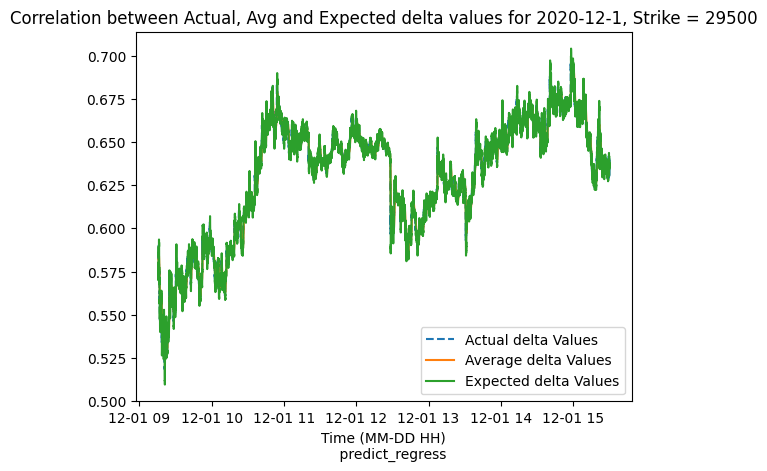 Correlation between Actual, Avg and Expected delta values for 2020-12-1, Strike = 29500
0.700
0.675
0.650
0.625
0.600
0.575
0.550
0.525
0.500
Actual delta Values
Average delta Values
Expected delta Values
12-01 09 12-01 10 12-01 11 12-01 12 12-01 13 12-01 14 12-01 15
Time (MM-DD HH)
predict_regress